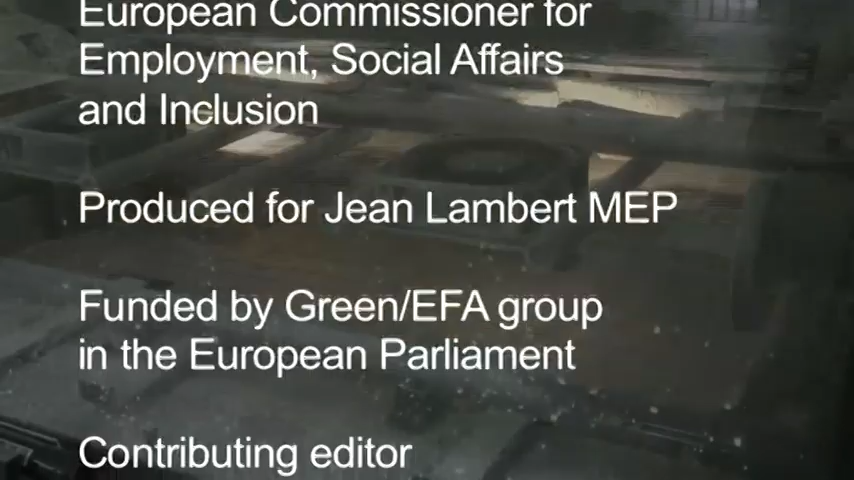 European Commissioner for
Employment, Social Affairs
and Inclusion
Produced for Jean Lambert MEP
Funded by Green/EFA group
in the European Parliament
Contributing editor